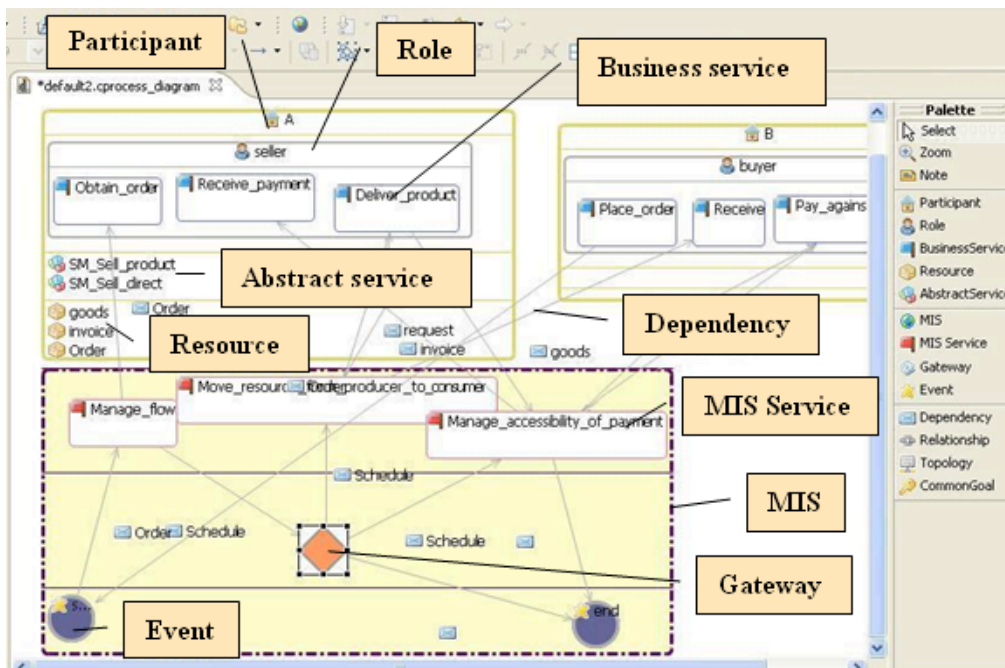 Participant
Role
Business service
*default2.cprocess_diagram
A
seller
Obtain_order
Receive_payment
Deliver_product
SM_Sell_product
SM_Sell_direct
Abstract service
goods
invoice
Order
Order
Resource
request
invoice
B
buyer
Place_order
Receive
Pay_agains
Dependency
goods
Manage_flow
Order
Manage_accessibility_of_payment
MIS Service
Schedule
MIS
Order
Schedule
Schedule
Gateway
s...
Event
end
Palette
Select
Zoom
Note
Participant
Role
BusinessService
Resource
AbstractService
MIS
MIS Service
Gateway
Event
Dependency
Relationship
Topology
CommonGoal